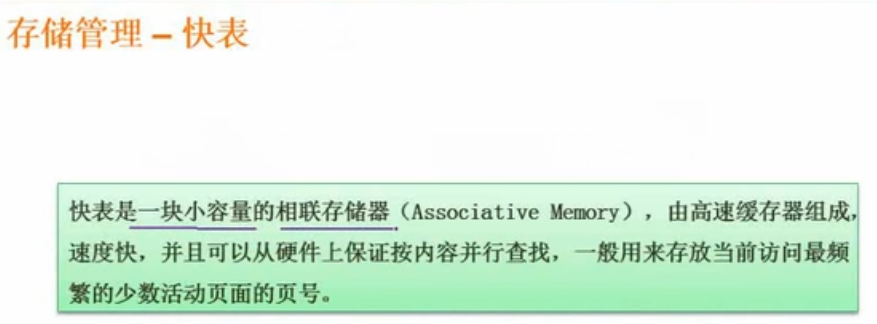 存储管理 – 快表
快表是一块小容量的相联存储器（Associative Memory），由高速缓存器组成，
速度快，并且可以从硬件上保证按内容并行查找，一般用来存放当前访问最频
繁的少数活动页面的页号。